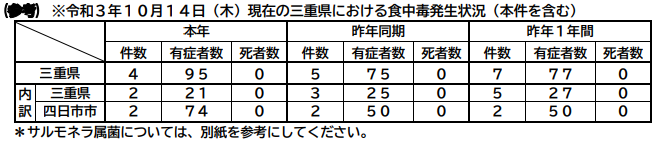 (参考) ※令和３年１０月１４日（木）現在の三重県における食中毒発生状況（本件を含む）
本年 昨年同期 昨年１年間
件数 有症者数 死者数 件数 有症者数 死者数 件数 有症者数 死者数
三重県 ４ ９５ ０ ５ ７５ ０ ７ ７７ ０
内訳 三重県 ２ ２１ ０ ３ ２５ ０ ５ ２７ ０
四日市市 ２ ７４ ０ ２ ５０ ０ ２ ５０ ０
＊サルモネラ属菌については、別紙を参考にしてください。